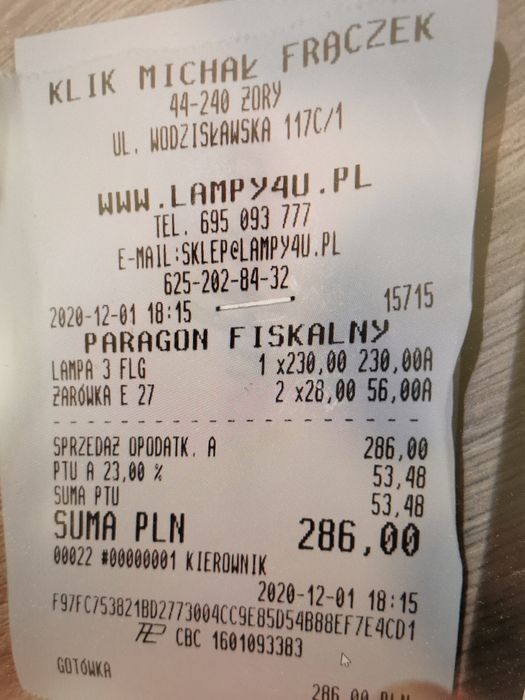 KLIK MICHAŁ FRĄCZEK
44-240 ŻORY
UL. WODZISŁAWSKA 117C/1
WWW.LAMPY4U.PL
TEL. 695 093 777
E-MAIL:SKLEP@LAMPY4U.PL
625-202-84-32
2020-12-01 18:15 15715
PARAGON FISKALNY
LAMPA 3 FLG 1 x230,00 230,00A
ŻARÓWKA E 27 2 x28,00 56,00A
SPRZEDAŻ OPODATK. A 286,00
PTU A 23,00 % 53,48
SUMA PTU 53,48
SUMA PLN 286,00
00022 #00000001 KIEROWNIK
2020-12-01 18:15
F97FC753821BD2773004CC9E85D54B88EF7E4CD1
CBC 1601093383
GOTÓWKA 286,00 PLN